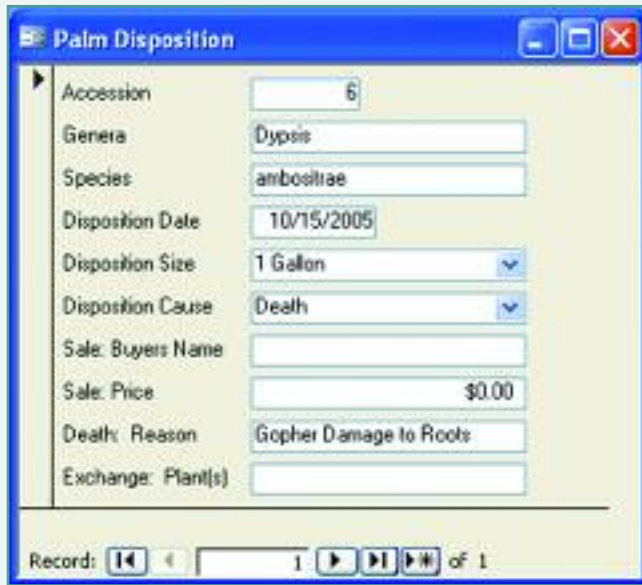 Palm Disposition
Accession 6
Genera Dypsis
Species ambositrae
Disposition Date 10/15/2005
Disposition Size 1 Gallon
Disposition Cause Death
Sale: Buyers Name
Sale: Price $0.00
Death: Reason Gopher Damage to Roots
Exchange: Plant(s)
Record: 1 of 1